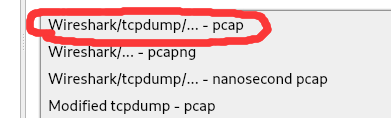 Wireshark/tcpdump/... - pcap
Wireshark/... - pcapng
Wireshark/tcpdump/... - nanosecond pcap
Modified tcpdump - pcap